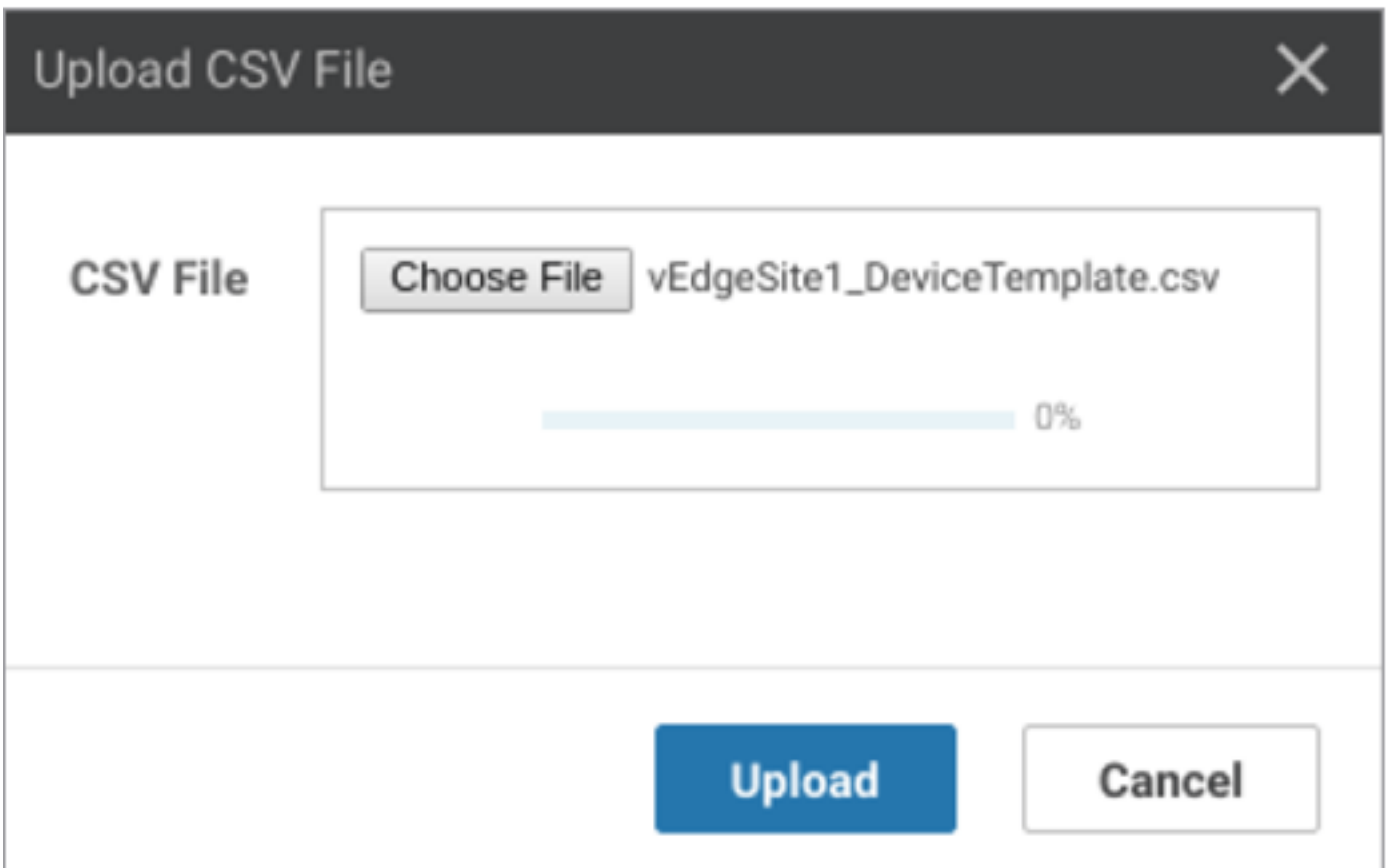 Upload CSV File
CSV File
Choose File vEdgeSite1_DeviceTemplate.csv
0%
Upload
Cancel